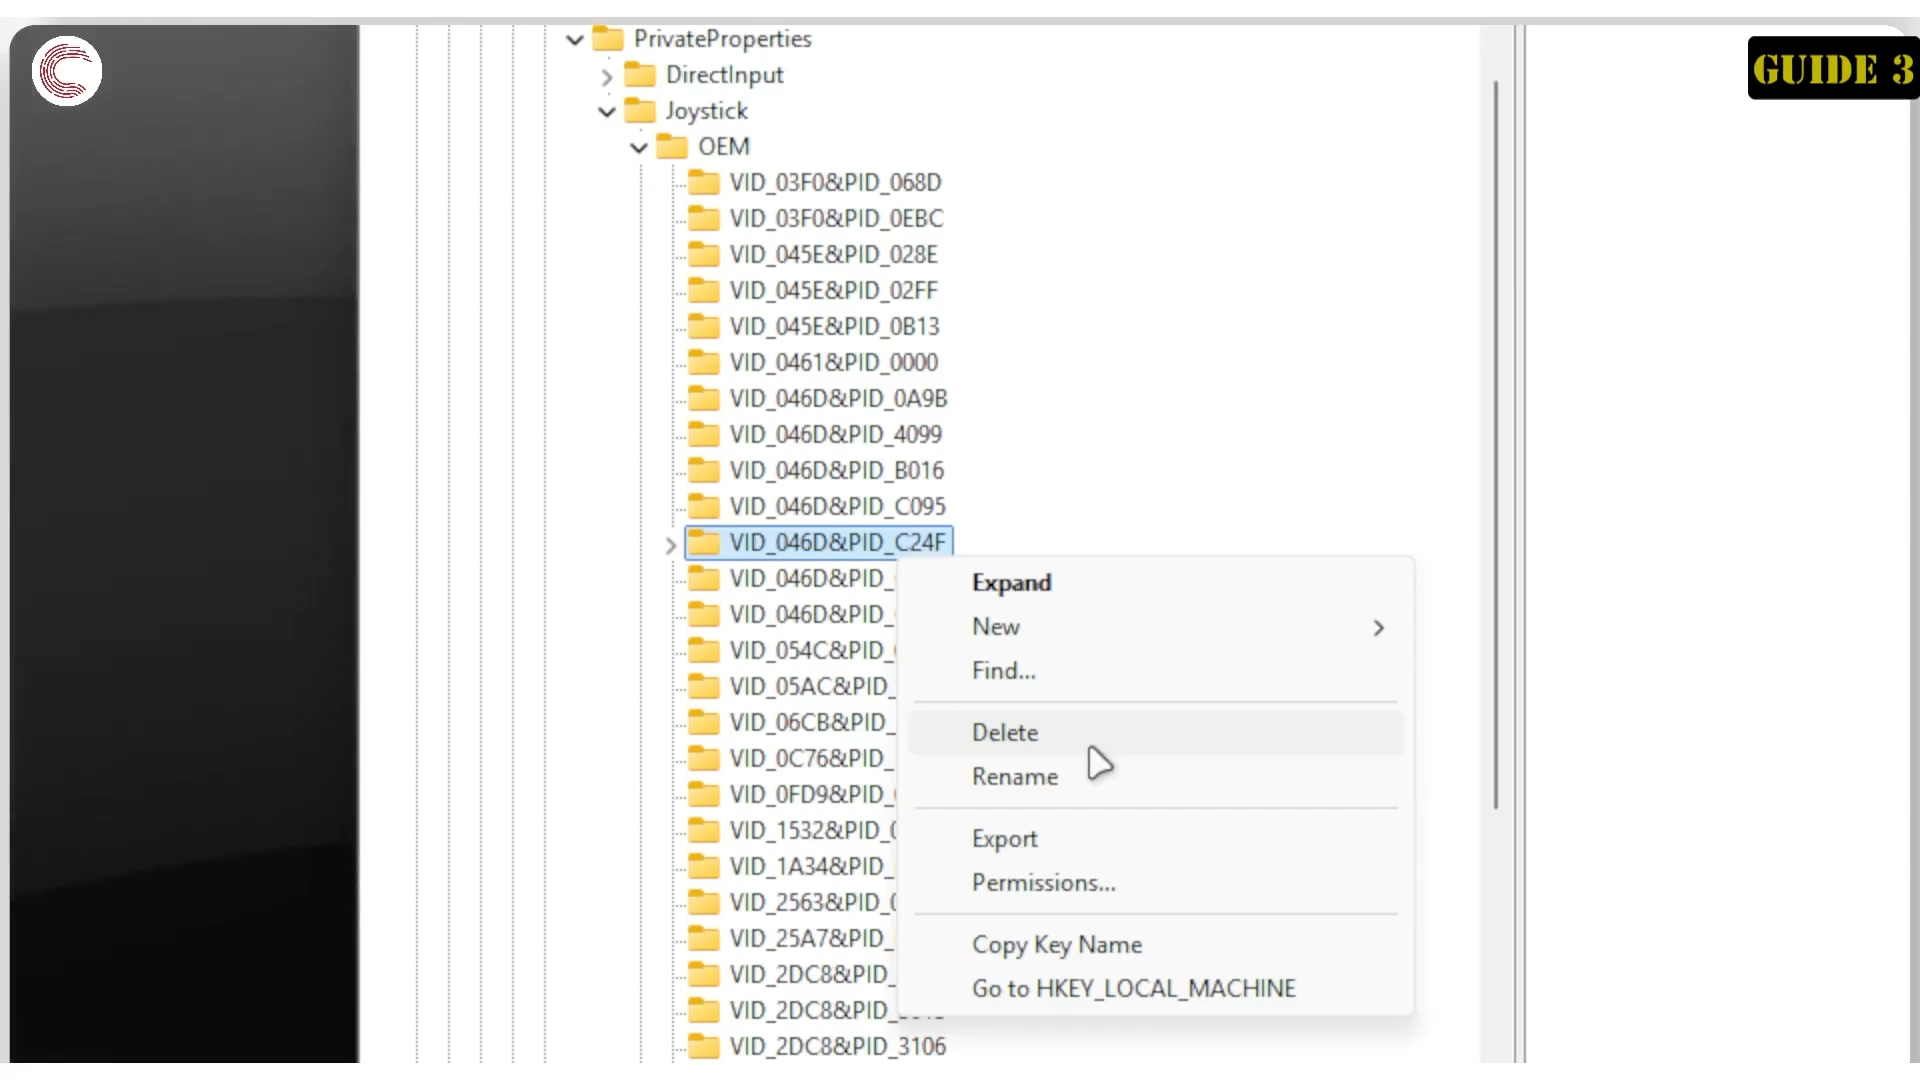 PrivateProperties
GUIDE 3
DirectInput
Joystick
OEM
VID_03F0&PID_068D
VID_03F0&PID_0EBC
VID_045E&PID_028E
VID_045E&PID_02FF
VID_045E&PID_0B13
VID_0461&PID_0000
VID_046D&PID_0A9B
VID_046D&PID_4099
VID_046D&PID_B016
VID_046D&PID_C095
VID_046D&PID_C24F
VID_046D&PID_
VID_046D&PID_
VID_054C&PID_
VID_05AC&PID_
VID_06CB&PID_
VID_0C76&PID_
VID_0FD9&PID_
VID_1532&PID_
VID_1A34&PID_
VID_2563&PID_
VID_25A7&PID_
VID_2DC8&PID_
VID_2DC8&PID_
VID_2DC8&PID_3106
Expand
New
Find...
Delete
Rename
Export
Permissions...
Copy Key Name
Go to HKEY_LOCAL_MACHINE